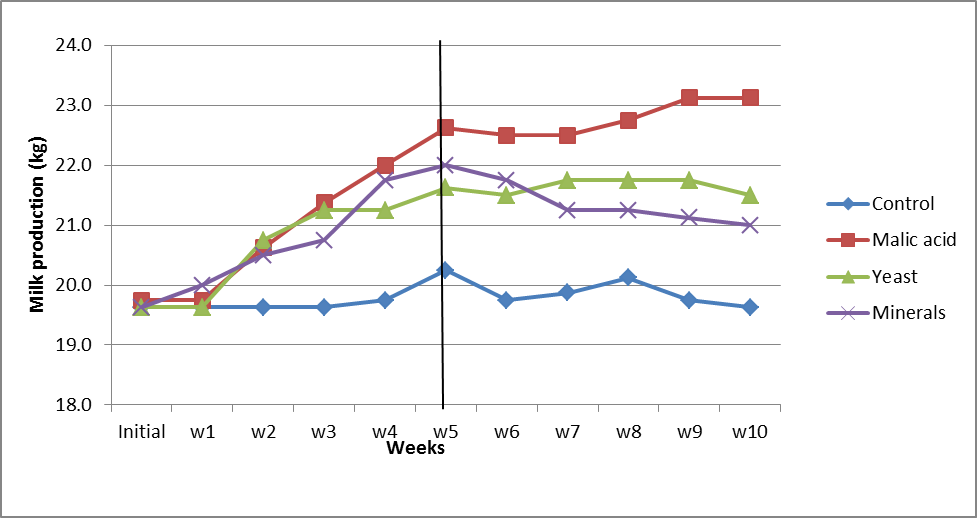 24.0
23.0
22.0
21.0
20.0
19.0
18.0
Milk production (kg)
Initial w1 w2 w3 w4 w5 w6 w7 w8 w9 w10
Weeks
Control
Malic acid
Yeast
Minerals